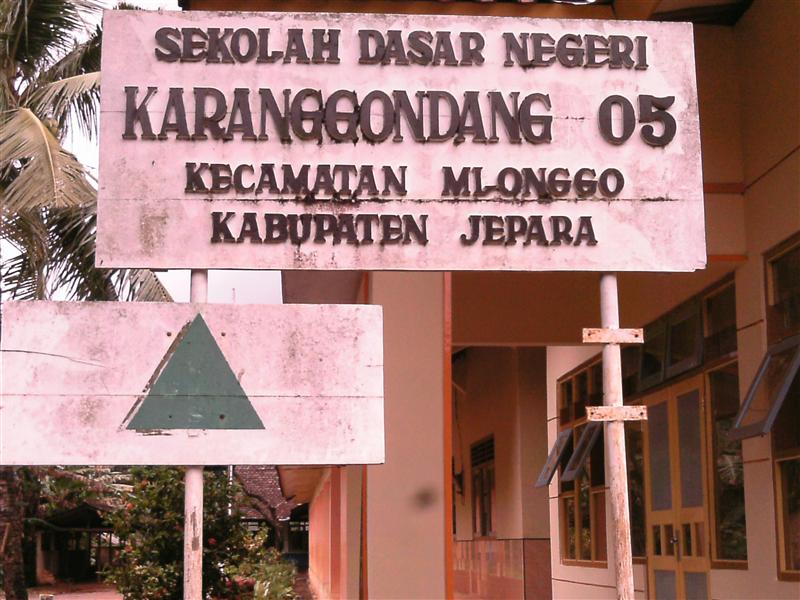 SEKOLAH DASAR NEGERI
KARANGGONDANG 05
KECAMATAN MLONGGO
KABUPATEN JEPARA